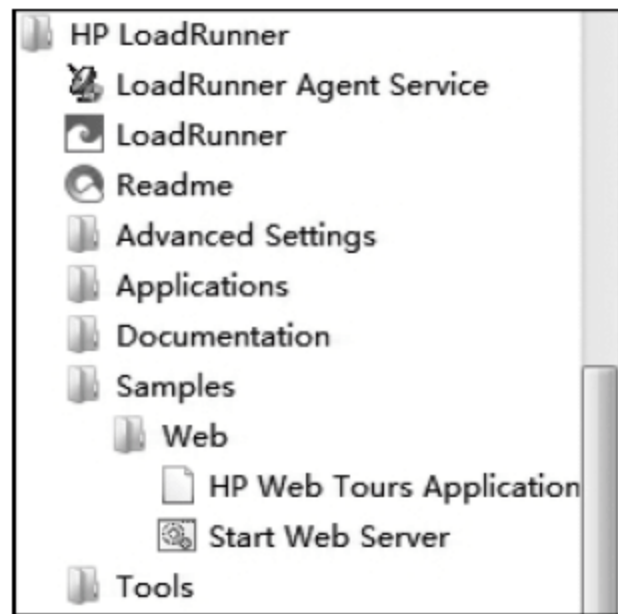 HP LoadRunner
LoadRunner Agent Service
LoadRunner
Readme
Advanced Settings
Applications
Documentation
Samples
Web
HP Web Tours Application
Start Web Server
Tools